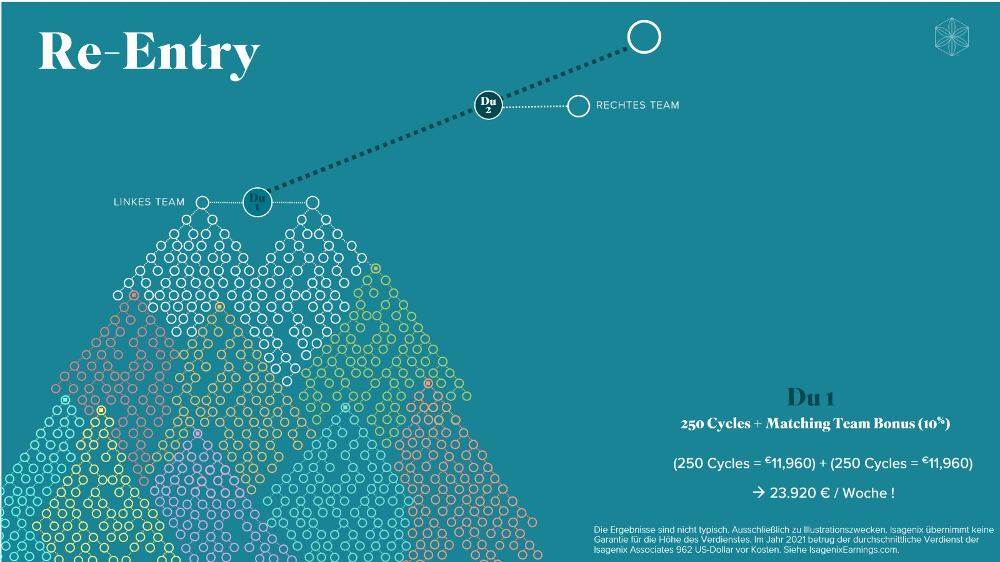 Re-Entry
Du
2
RECHTES TEAM
LINKES TEAM
Du
1
Du 1
250 Cycles + Matching Team Bonus (10%)
(250 Cycles = €11,960) + (250 Cycles = €11,960)
→ 23.920 € / Woche !
Die Ergebnisse sind nicht typisch. Ausschließlich zu Illustrationszwecken. Isagenix übernimmt keine
Garantie für die Höhe des Verdienstes. Im Jahr 2021 betrug der durchschnittliche Verdienst der
Isagenix Associates 962 US-Dollar vor Kosten. Siehe IsagenixEarnings.com.